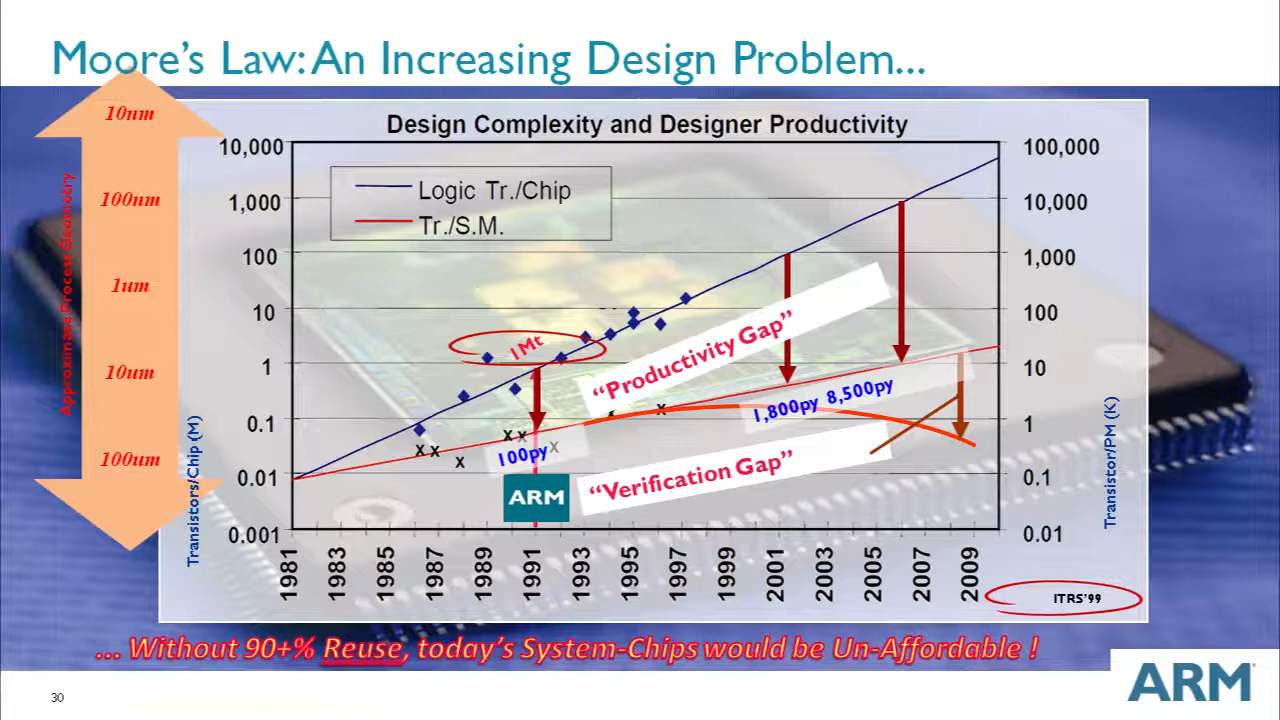 Moore's Law: An Increasing Design Problem...
10nm
100nm
1um
10um
100um
Approximate Process Geometry
Design Complexity and Designer Productivity
Logic Tr./Chip
Tr./S.M.
10,000
1,000
100
10
1
0.1
0.01
0.001
Transistors/Chip (M)
100,000
10,000
1,000
100
10
1
0.1
0.01
Transistor/PM (K)
1Mt
"Productivity Gap"
1,800py 8,500py
100py
"Verification Gap"
ARM
1981 1983 1985 1987 1989 1991 1993 1995 1997 1999 2001 2003 2005 2007 2009
ITRS'99
... Without 90+% Reuse, today's System-Chips would be Un-Affordable !
30
ARM